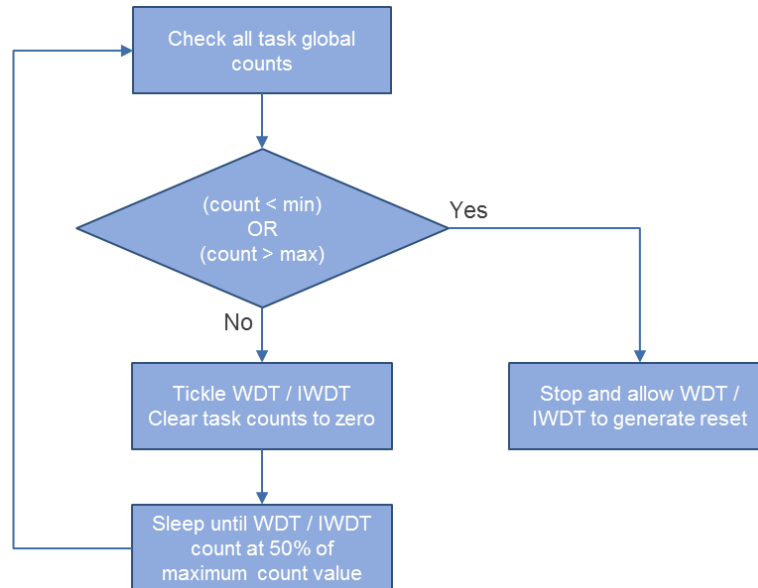 Check all task global
counts
(count < min)
OR
(count > max)
Yes
No
Tickle WDT / IWDT
Clear task counts to zero
Stop and allow WDT /
IWDT to generate reset
Sleep until WDT / IWDT
count at 50% of
maximum count value